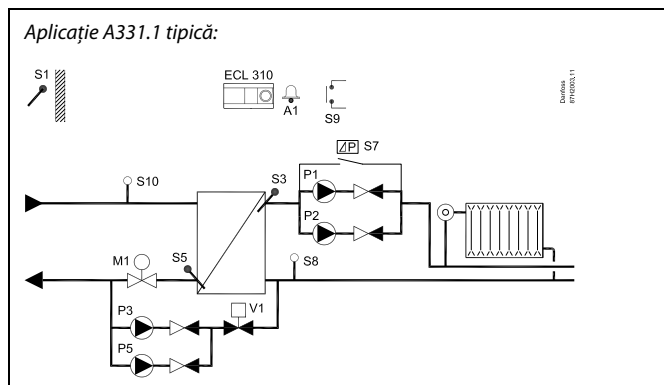 Aplicație A331.1 tipică:
S1
ECL 310
A1
S9
Danfoss
87H2003.11
⊿P S7
S10
S3
P1
P2
M1
S5
S8
V1
P3
P5